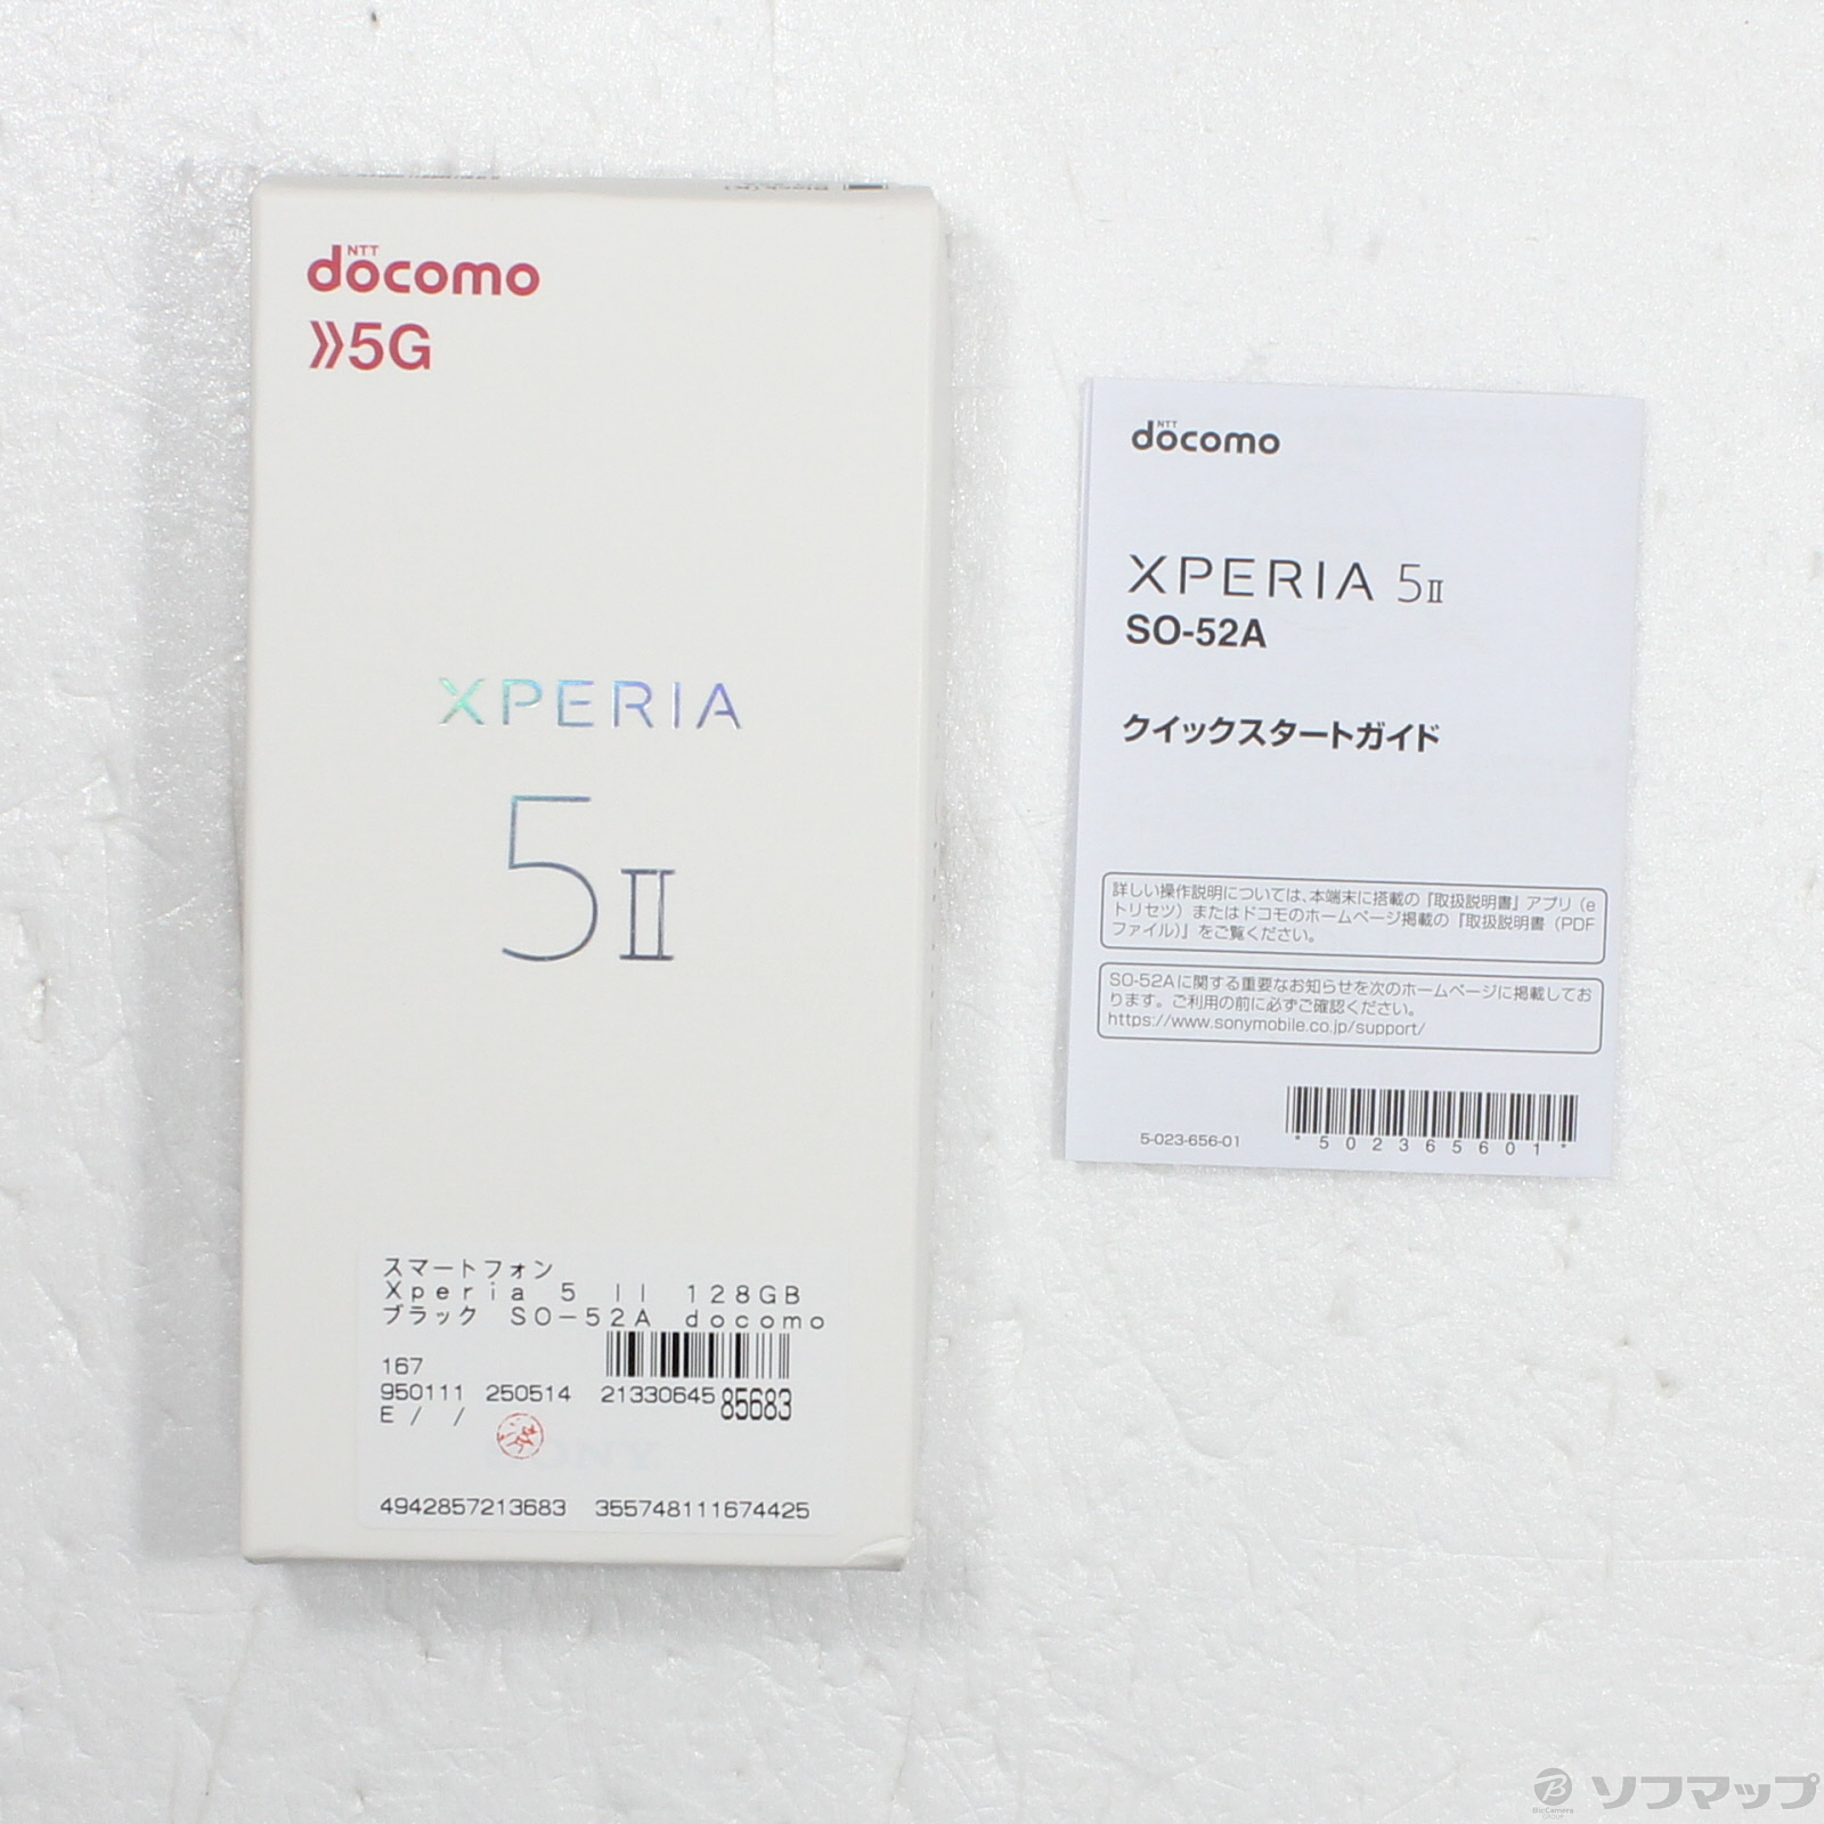 Black(K)
NTT
docomo
5G
XPERIA
5II
スマートフォン
Xperia 5 II 128GB
ブラック SO-52A docomo
167
950111 250514 2133064585683
E / /
4942857213683 355748111674425
NTT
docomo
XPERIA 5II
SO-52A
クイックスタートガイド
詳しい操作説明については、本端末に搭載の『取扱説明書』アプリ（e
トリセツ）またはドコモのホームページ掲載の『取扱説明書（PDF
ファイル）』をご覧ください。
SO-52Aに関する重要なお知らせを次のホームページに掲載してお
ります。ご利用の前に必ずご確認ください。
https://www.sonymobile.co.jp/support/
5-023-656-01
*502365601*
B
BicCamera
GROUP
ソフマップ